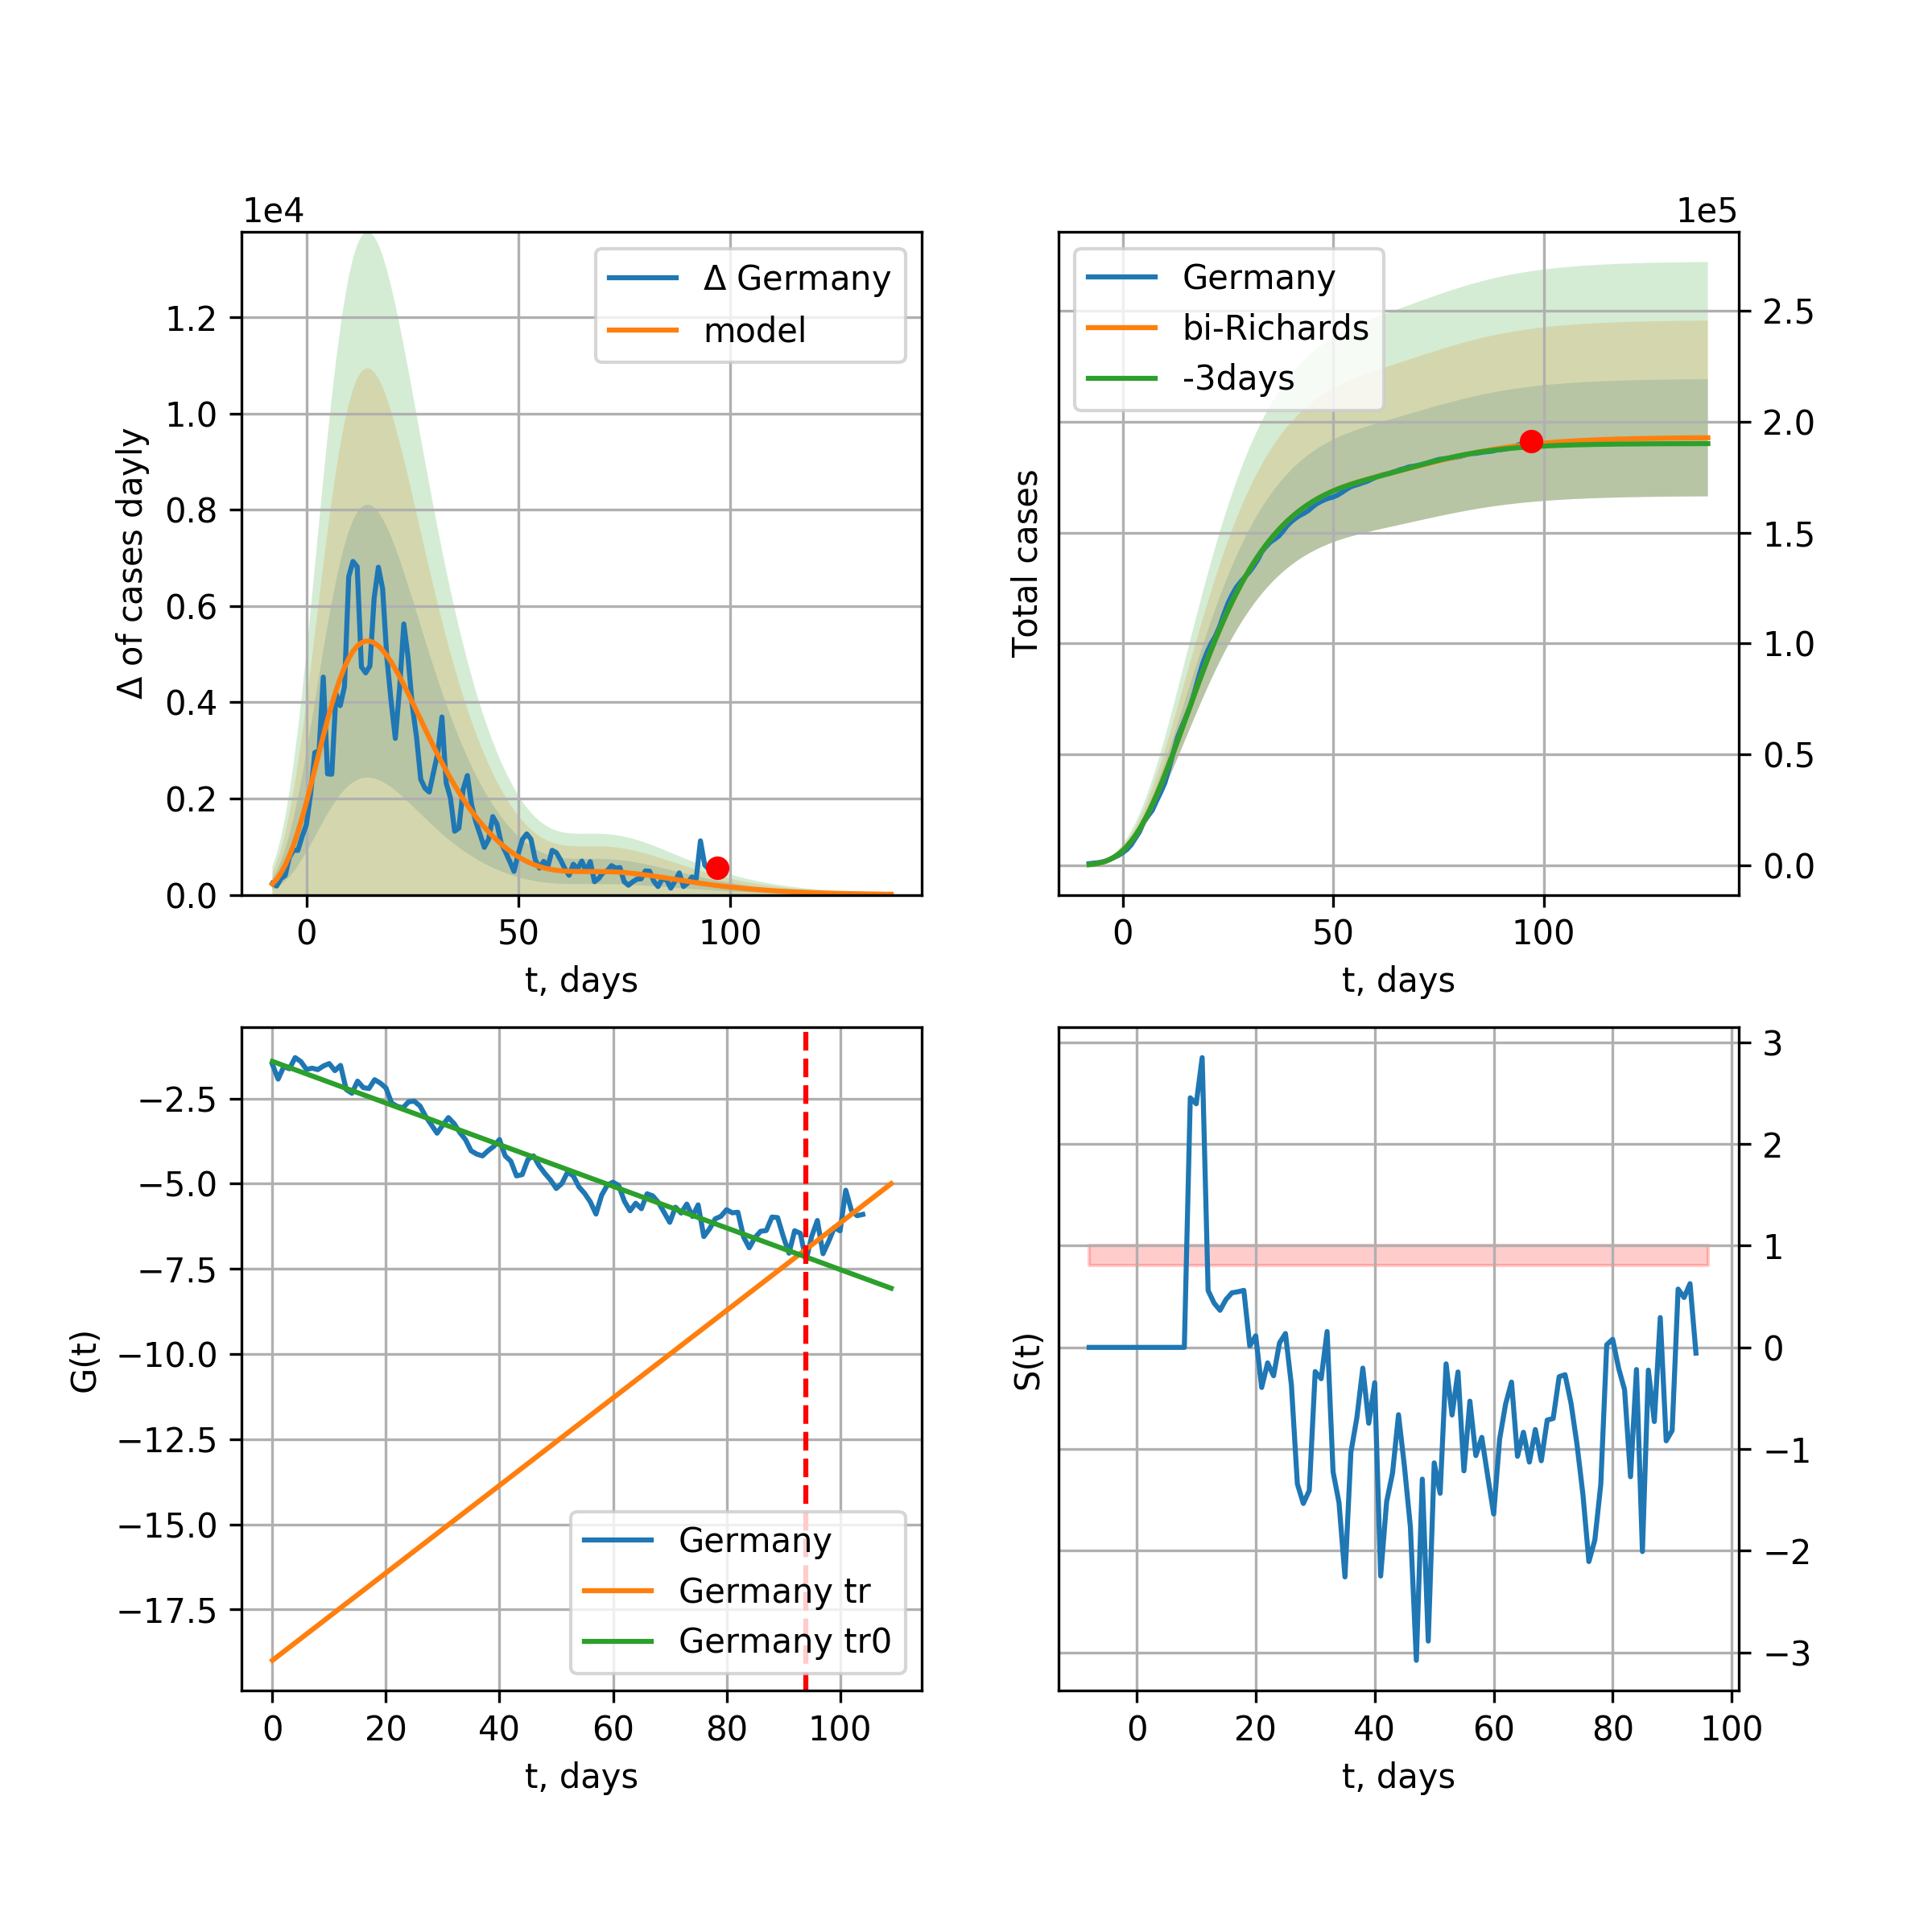 1e4
Δ of cases dayly
1.2
1.0
0.8
0.6
0.4
0.2
0.0
0 50 100
t, days
Δ Germany
model
1e5
Total cases
Germany
bi-Richards
-3days
2.5
2.0
1.5
1.0
0.5
0.0
0 50 100
t, days
G(t)
−2.5
−5.0
−7.5
−10.0
−12.5
−15.0
−17.5
Germany
Germany tr
Germany tr0
0 20 40 60 80 100
t, days
S(t)
3
2
1
0
−1
−2
−3
0 20 40 60 80 100
t, days